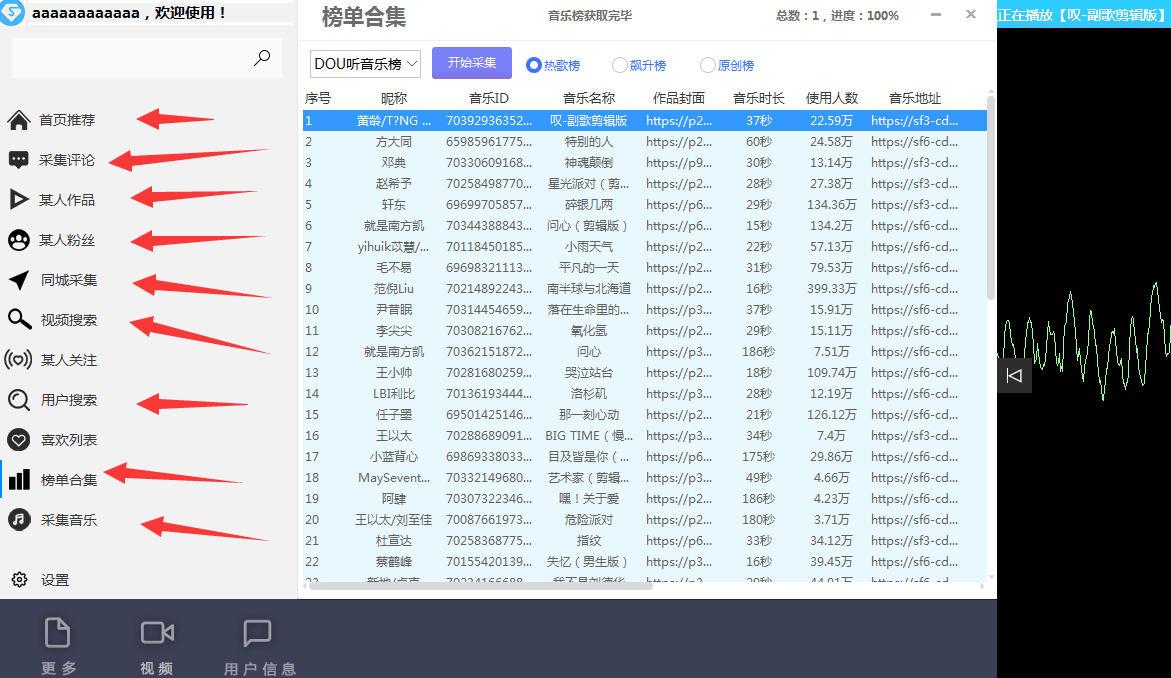 aaaaaaaaaaaa，欢迎使用！
首页推荐
采集评论
某人作品
某人粉丝
同城采集
视频搜索
某人关注
用户搜索
喜欢列表
榜单合集
采集音乐
设置
更多 视频 用户信息
榜单合集 音乐榜获取完毕 总数：1，进度：100%
DOU听音乐榜 开始采集 热歌榜 飙升榜 原创榜
序号 昵称 音乐ID 音乐名称 作品封面 音乐时长 使用人数 音乐地址
1 黄龄/T?NG ... 70392936352... 叹-副歌剪辑版 https://p2... 37秒 22.59万 https://sf3-cd...
2 方大同 65985961775... 特别的人 https://p2... 60秒 24.58万 https://sf6-cd...
3 邓典 70330609168... 神魂颠倒 https://p9... 30秒 13.14万 https://sf3-cd...
4 赵希予 70258498770... 星光派对（剪... https://p2... 28秒 27.38万 https://sf3-cd...
5 轩东 69699705857... 碎银几两 https://p6... 29秒 134.36万 https://sf3-cd...
6 就是南方凯 70344388843... 问心（剪辑版） https://p6... 15秒 134.2万 https://sf3-cd...
7 yihuik苡慧/... 70118450185... 小雨天气 https://p2... 22秒 57.13万 https://sf3-cd...
8 毛不易 69698321113... 平凡的一天 https://p6... 31秒 79.53万 https://sf6-cd...
9 范倪Liu 70214892243... 南半球与北海道 https://p2... 16秒 399.33万 https://sf6-cd...
10 尹昔眠 70314454659... 落在生命里的... https://p3... 37秒 15.91万 https://sf6-cd...
11 李尖尖 70308216762... 氧化氢 https://p2... 29秒 15.11万 https://sf6-cd...
12 就是南方凯 70362151872... 问心 https://p3... 186秒 7.51万 https://sf6-cd...
13 王小帅 70281680259... 哭泣站台 https://p2... 18秒 109.74万 https://sf6-cd...
14 LBI利比 70136193444... 洛杉矶 https://p3... 28秒 12.19万 https://sf6-cd...
15 任子墨 69501425146... 那一刻心动 https://p2... 21秒 126.12万 https://sf6-cd...
16 王以太 70288689091... BIG TIME（慢... https://p3... 34秒 7.4万 https://sf3-cd...
17 小蓝背心 69869338033... 目及皆是你（... https://p6... 175秒 29.86万 https://sf6-cd...
18 MaySevent... 70332149680... 艺术家（剪辑... https://p3... 49秒 4.66万 https://sf6-cd...
19 阿肆 70307322346... 嘿！关于爱 https://p2... 186秒 4.23万 https://sf6-cd...
20 王以太/刘至佳 70087661973... 危险派对 https://p2... 180秒 3.71万 https://sf6-cd...
21 杜宣达 70258368775... 指纹 https://p6... 33秒 34.12万 https://sf3-cd...
22 蔡鹤峰 70155420139... 失忆（男生版） https://p3... 16秒 39.45万 https://sf6-cd...
正在播放【叹-副歌剪辑版】